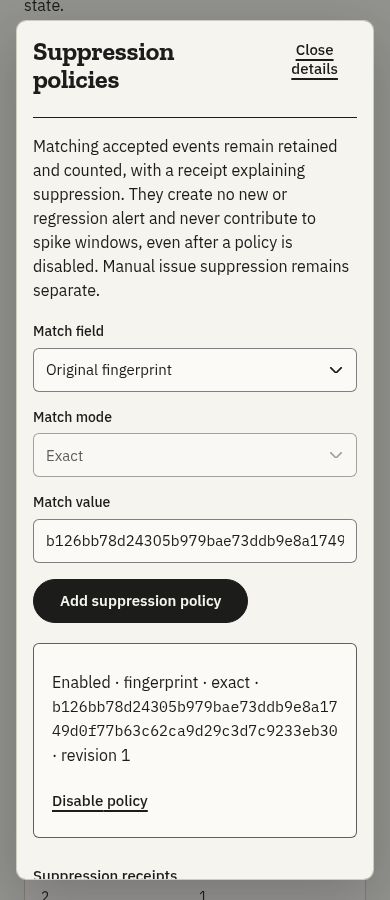 state.
Suppression
policies
Close
details
Matching accepted events remain retained
and counted, with a receipt explaining
suppression. They create no new or
regression alert and never contribute to
spike windows, even after a policy is
disabled. Manual issue suppression remains
separate.
Match field
Original fingerprint
Match mode
Exact
Match value
b126bb78d24305b979bae73ddb9e8a1749
Add suppression policy
Enabled · fingerprint · exact ·
b126bb78d24305b979bae73ddb9e8a17
49d0f77b63c62ca9d29c3d7c9233eb30
· revision 1
Disable policy
Suppression receipts
2 1